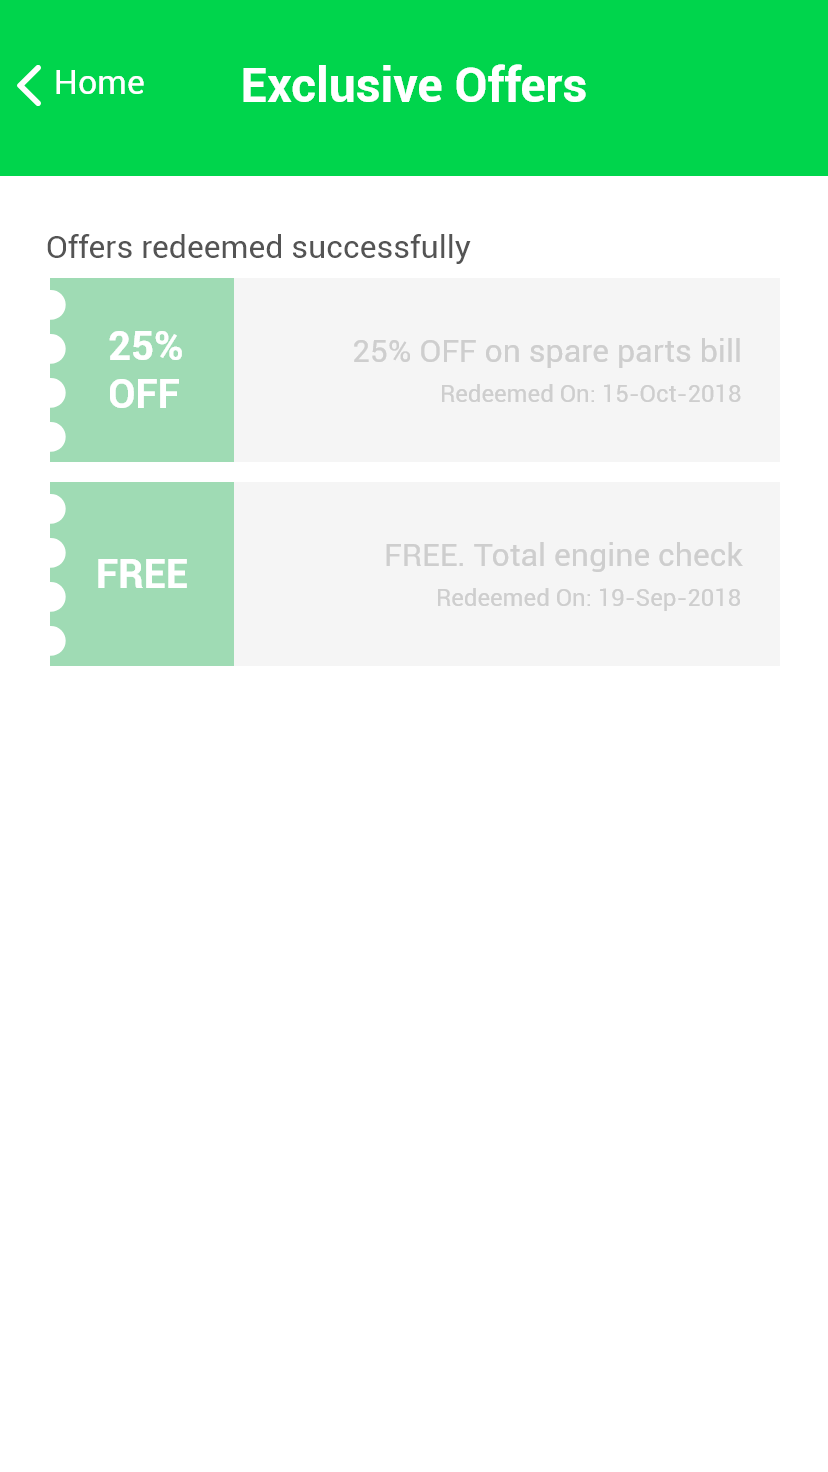 Home
Exclusive Offers
Offers redeemed successfully
25%
OFF
25% OFF on spare parts bill
Redeemed On: 15-Oct-2018
FREE
FREE. Total engine check
Redeemed On: 19-Sep-2018